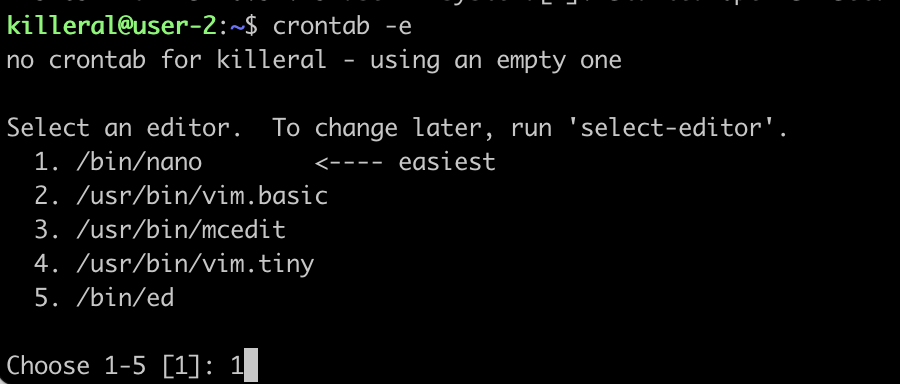 killeral@user-2:~$ crontab -e
no crontab for killeral - using an empty one

Select an editor.  To change later, run 'select-editor'.
  1. /bin/nano        <---- easiest
  2. /usr/bin/vim.basic
  3. /usr/bin/mcedit
  4. /usr/bin/vim.tiny
  5. /bin/ed

Choose 1-5 [1]: 1